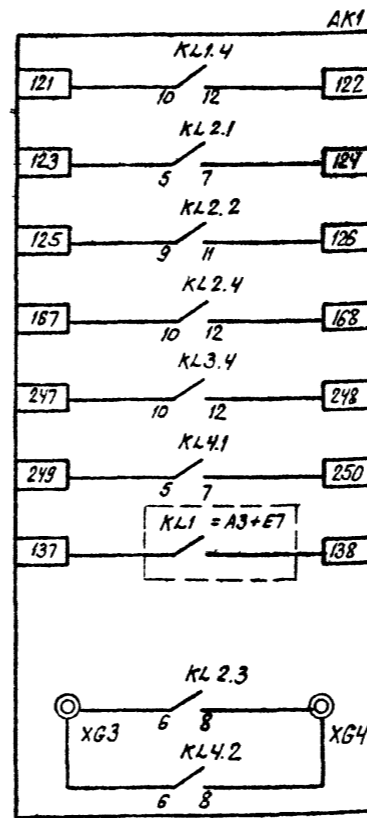 AK1
KL1.4
121 10 12 122
KL2.1
123 5 7 124
KL2.2
125 9 11 126
KL2.4
167 10 12 168
KL3.4
247 10 12 248
KL4.1
249 5 7 250
KL1 =A3+E7
137 138
KL2.3
XG3 6 8 XG4
KL4.2
6 8